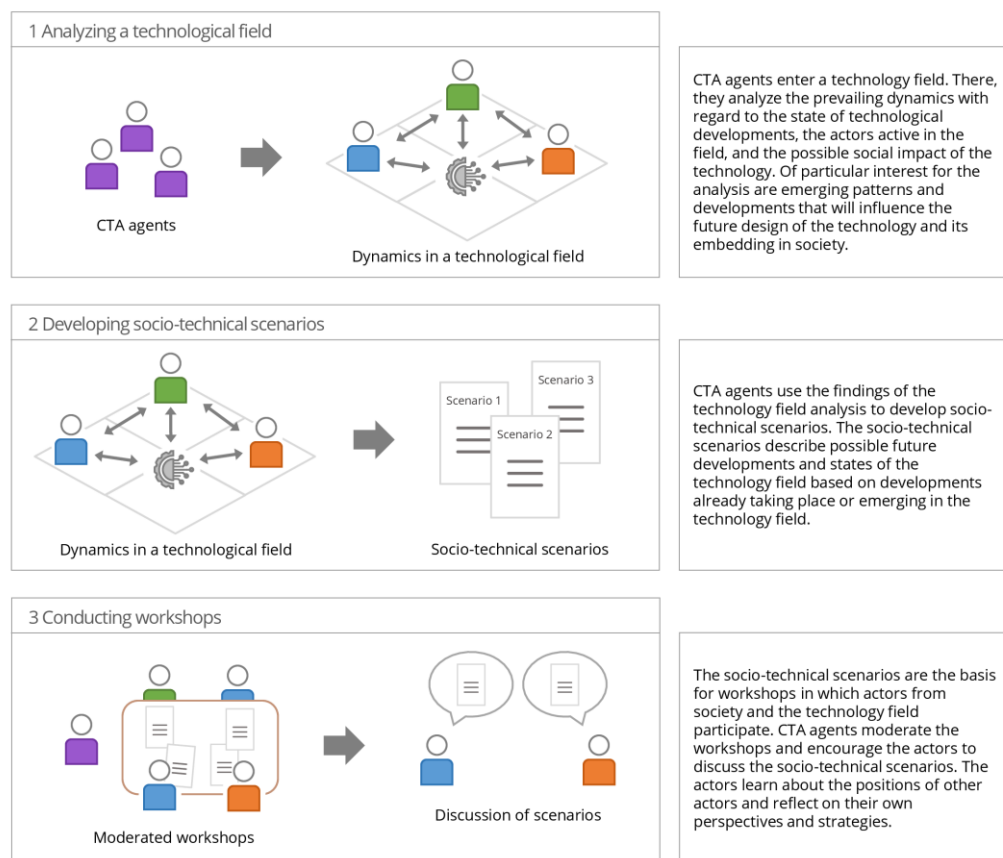 1 Analyzing a technological field
CTA agents
Dynamics in a technological field
CTA agents enter a technology field. There,
they analyze the prevailing dynamics with
regard to the state of technological
developments, the actors active in the
field, and the possible social impact of the
technology. Of particular interest for the
analysis are emerging patterns and
developments that will influence the
future design of the technology and its
embedding in society.
2 Developing socio-technical scenarios
Dynamics in a technological field
Scenario 1
Scenario 2
Scenario 3
Socio-technical scenarios
CTA agents use the findings of the
technology field analysis to develop socio-
technical scenarios. The socio-technical
scenarios describe possible future
developments and states of the
technology field based on developments
already taking place or emerging in the
technology field.
3 Conducting workshops
Moderated workshops
Discussion of scenarios
The socio-technical scenarios are the basis
for workshops in which actors from
society and the technology field
participate. CTA agents moderate the
workshops and encourage the actors to
discuss the socio-technical scenarios. The
actors learn about the positions of other
actors and reflect on their own
perspectives and strategies.